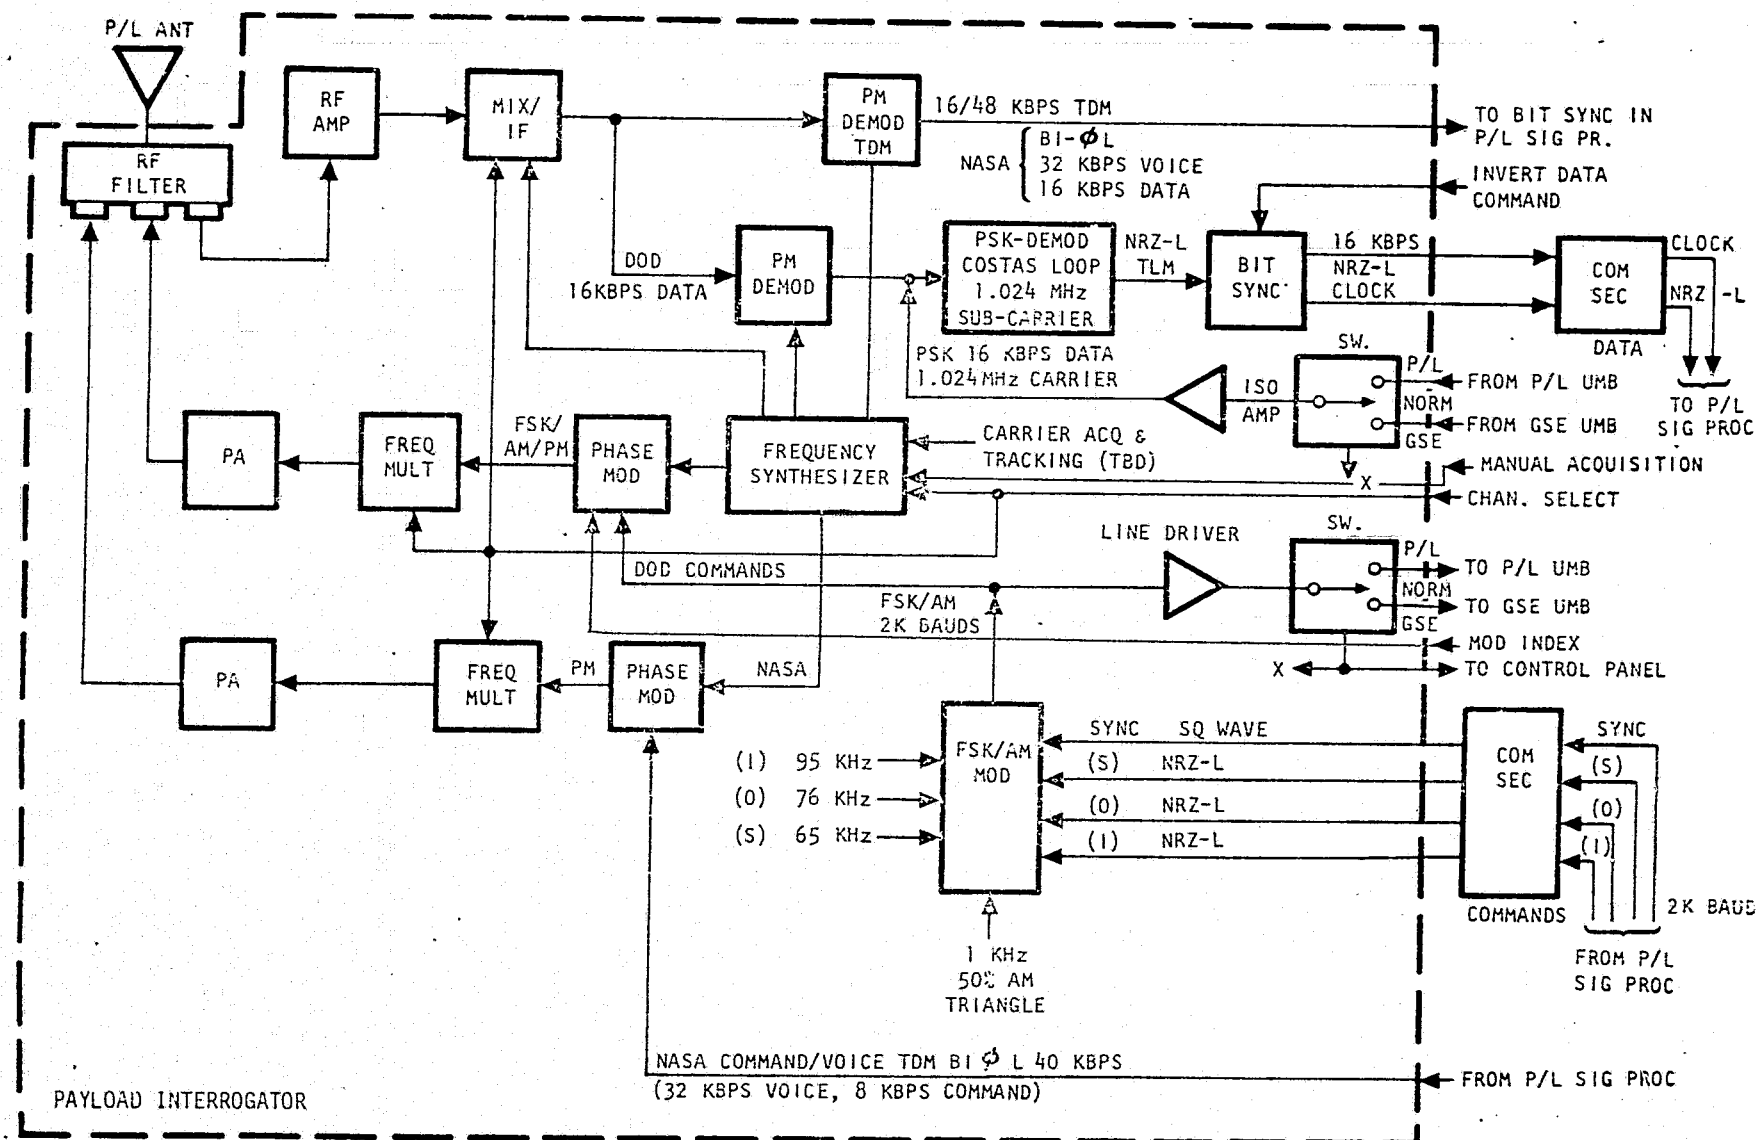 P/L ANT
RF
FILTER
RF
AMP
MIX/
IF
PM
DEMOD
TDM
16/48 KBPS TDM
NASA
BI-ϕL
32 KBPS VOICE
16 KBPS DATA
TO BIT SYNC IN
P/L SIG PR.
INVERT DATA
COMMAND
DOD
16KBPS DATA
PM
DEMOD
PSK-DEMOD
COSTAS LOOP
1.024 MHz
SUB-CARRIER
NRZ-L
TLM
BIT
SYNC
16 KBPS
NRZ-L
CLOCK
COM
SEC
DATA
CLOCK
NRZ -L
TO P/L
SIG PROC
PSK 16 KBPS DATA
1.024MHz CARRIER
ISO
AMP
SW.
P/L
NORM
GSE
FROM P/L UMB
FROM GSE UMB
PA
FREQ
MULT
FSK/
AM/PM
PHASE
MOD
FREQUENCY
SYNTHESIZER
CARRIER ACQ &
TRACKING (TBD)
X
MANUAL ACQUISITION
CHAN. SELECT
DOD COMMANDS
FSK/AM
2K BAUDS
LINE DRIVER
SW.
P/L
NORM
GSE
TO P/L UMB
TO GSE UMB
MOD INDEX
X
TO CONTROL PANEL
PA
FREQ
MULT
PM
PHASE
MOD
NASA
(1) 95 KHz
(0) 76 KHz
(S) 65 KHz
FSK/AM
MOD
SYNC SQ WAVE
(S) NRZ-L
(0) NRZ-L
(1) NRZ-L
COM
SEC
COMMANDS
SYNC
(S)
(0)
(1)
2K BAUD
FROM P/L
SIG PROC
1 KHz
50% AM
TRIANGLE
NASA COMMAND/VOICE TDM BI ϕ L 40 KBPS
(32 KBPS VOICE, 8 KBPS COMMAND)
FROM P/L SIG PROC
PAYLOAD INTERROGATOR